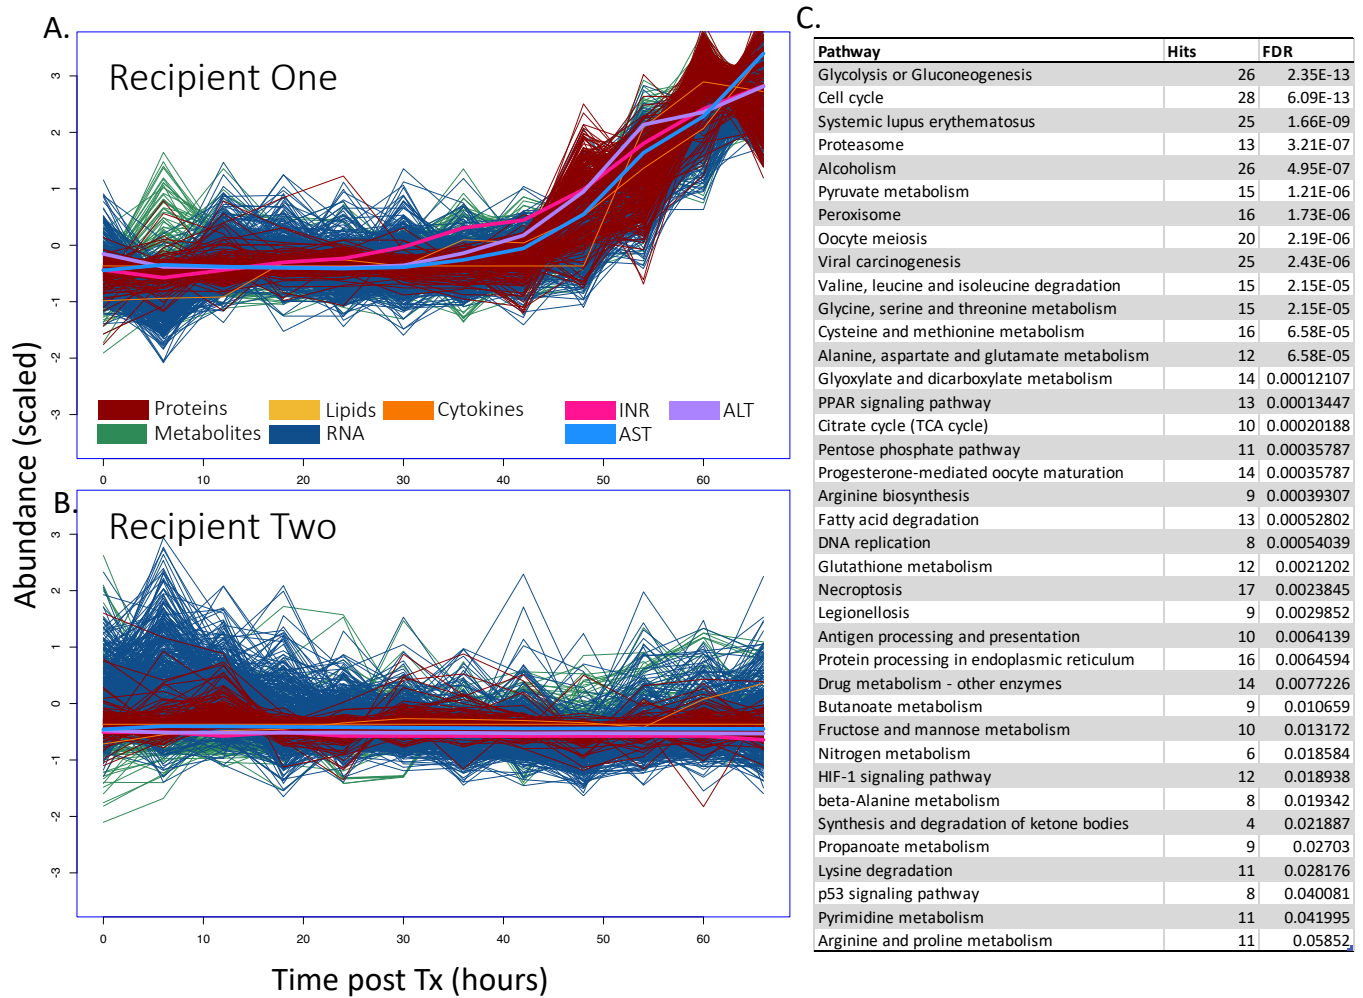 A.
Recipient One
3
2
1
0
-1
-2
-3
Proteins Lipids Cytokines INR ALT
Metabolites RNA AST
0 10 20 30 40 50 60
B.
Recipient Two
3
2
1
0
-1
-2
-3
0 10 20 30 40 50 60
Abundance (scaled)
Time post Tx (hours)
C.
Pathway Hits FDR
Glycolysis or Gluconeogenesis 26 2.35E-13
Cell cycle 28 6.09E-13
Systemic lupus erythematosus 25 1.66E-09
Proteasome 13 3.21E-07
Alcoholism 26 4.95E-07
Pyruvate metabolism 15 1.21E-06
Peroxisome 16 1.73E-06
Oocyte meiosis 20 2.19E-06
Viral carcinogenesis 25 2.43E-06
Valine, leucine and isoleucine degradation 15 2.15E-05
Glycine, serine and threonine metabolism 15 2.15E-05
Cysteine and methionine metabolism 16 6.58E-05
Alanine, aspartate and glutamate metabolism 12 6.58E-05
Glyoxylate and dicarboxylate metabolism 14 0.00012107
PPAR signaling pathway 13 0.00013447
Citrate cycle (TCA cycle) 10 0.00020188
Pentose phosphate pathway 11 0.00035787
Progesterone-mediated oocyte maturation 14 0.00035787
Arginine biosynthesis 9 0.00039307
Fatty acid degradation 13 0.00052802
DNA replication 8 0.00054039
Glutathione metabolism 12 0.0021202
Necroptosis 17 0.0023845
Legionellosis 9 0.0029852
Antigen processing and presentation 10 0.0064139
Protein processing in endoplasmic reticulum 16 0.0064594
Drug metabolism - other enzymes 14 0.0077226
Butanoate metabolism 9 0.010659
Fructose and mannose metabolism 10 0.013172
Nitrogen metabolism 6 0.018584
HIF-1 signaling pathway 12 0.018938
beta-Alanine metabolism 8 0.019342
Synthesis and degradation of ketone bodies 4 0.021887
Propanoate metabolism 9 0.02703
Lysine degradation 11 0.028176
p53 signaling pathway 8 0.040081
Pyrimidine metabolism 11 0.041995
Arginine and proline metabolism 11 0.05852